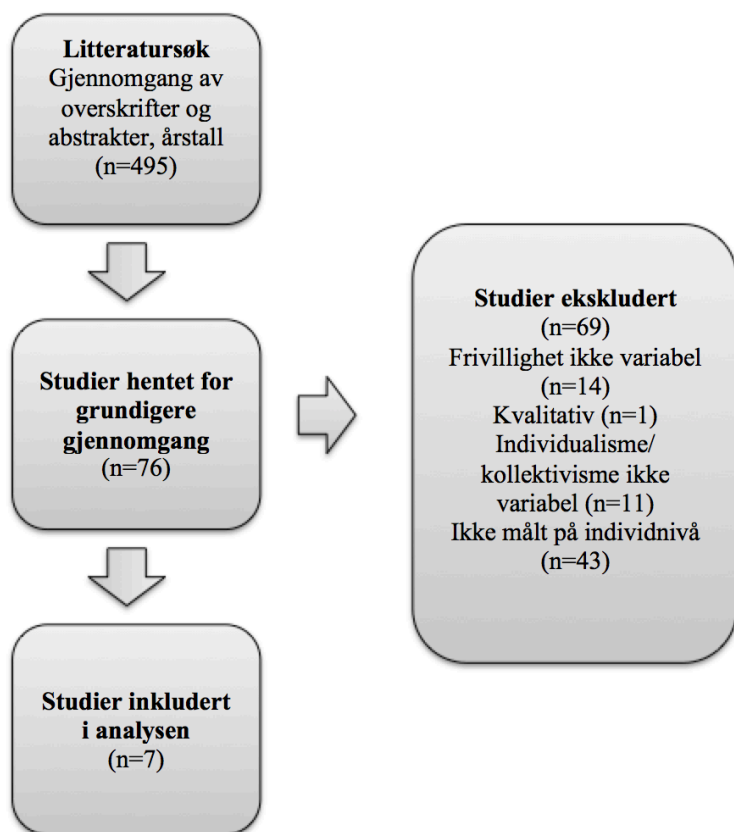 Litteratursøk
Gjennomgang av
overskrifter og
abstrakter, årstall
(n=495)
Studier hentet for
grundigere
gjennomgang
(n=76)
Studier ekskludert
(n=69)
Frivillighet ikke variabel
(n=14)
Kvalitativ (n=1)
Individualisme/
kollektivisme ikke
variabel (n=11)
Ikke målt på individnivå
(n=43)
Studier inkludert
i analysen
(n=7)